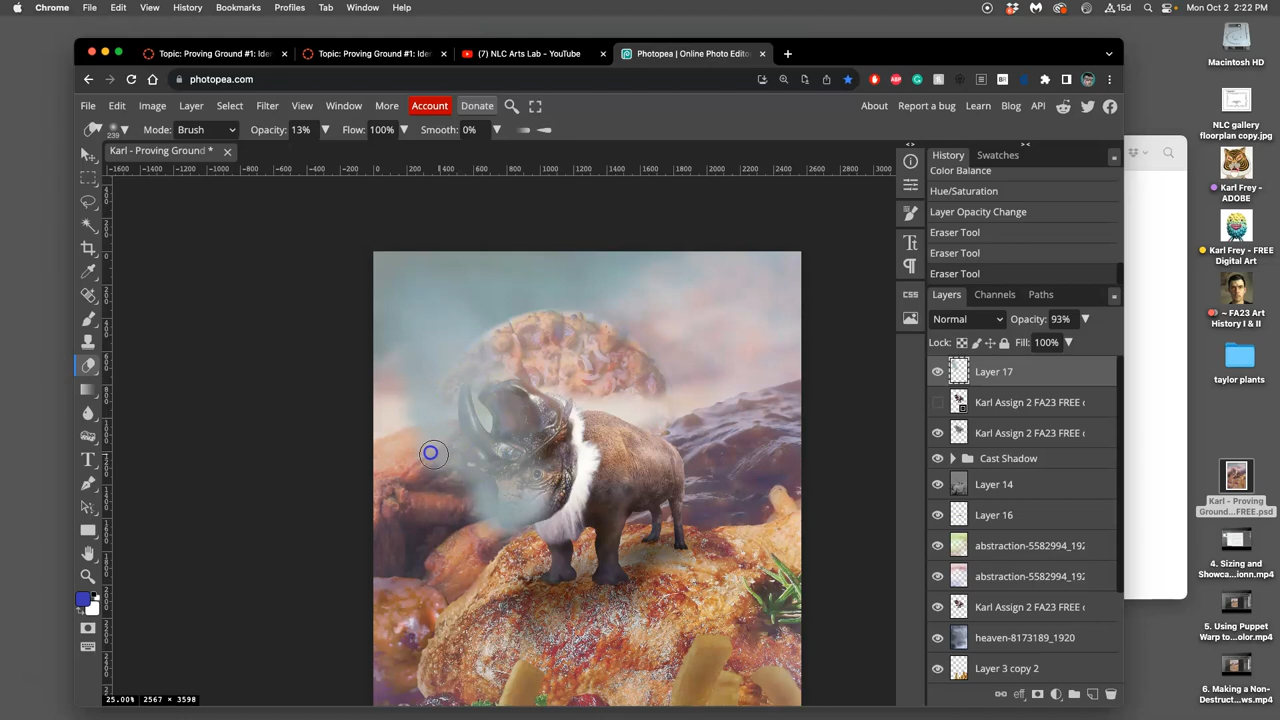 Chrome File Edit View History Bookmarks Profiles Tab Window Help 15d Mon Oct 2 2:22 PM
Topic: Proving Ground #1: Ider Topic: Proving Ground #1: Ider (7) NLC Arts Lab - YouTube Photopea | Online Photo Edito
photopea.com
File Edit Image Layer Select Filter View Window More Account Donate About Report a bug Learn Blog API
239 Mode: Brush Opacity: 13% Flow: 100% Smooth: 0%
Karl - Proving Ground *
History Swatches
Color Balance
Hue/Saturation
Layer Opacity Change
Eraser Tool
Eraser Tool
Eraser Tool
CSS
Layers Channels Paths
Normal Opacity: 93%
Lock: Fill: 100%
Layer 17
Karl Assign 2 FA23 FREE c
Karl Assign 2 FA23 FREE c
Cast Shadow
Layer 14
Layer 16
abstraction-5582994_192
abstraction-5582994_192
Karl Assign 2 FA23 FREE c
heaven-8173189_1920
Layer 3 copy 2
eff
25.00% 2567 × 3598
Macintosh HD
NLC gallery
floorplan copy.jpg
Karl Frey -
ADOBE
Karl Frey - FREE
Digital Art
~ FA23 Art
History I & II
taylor plants
Karl - Proving
Ground...FREE.psd
4. Sizing and
Showca...ionn.mp4
5. Using Puppet
Warp to...olor.mp4
6. Making a Non-
Destruct...ws.mp4